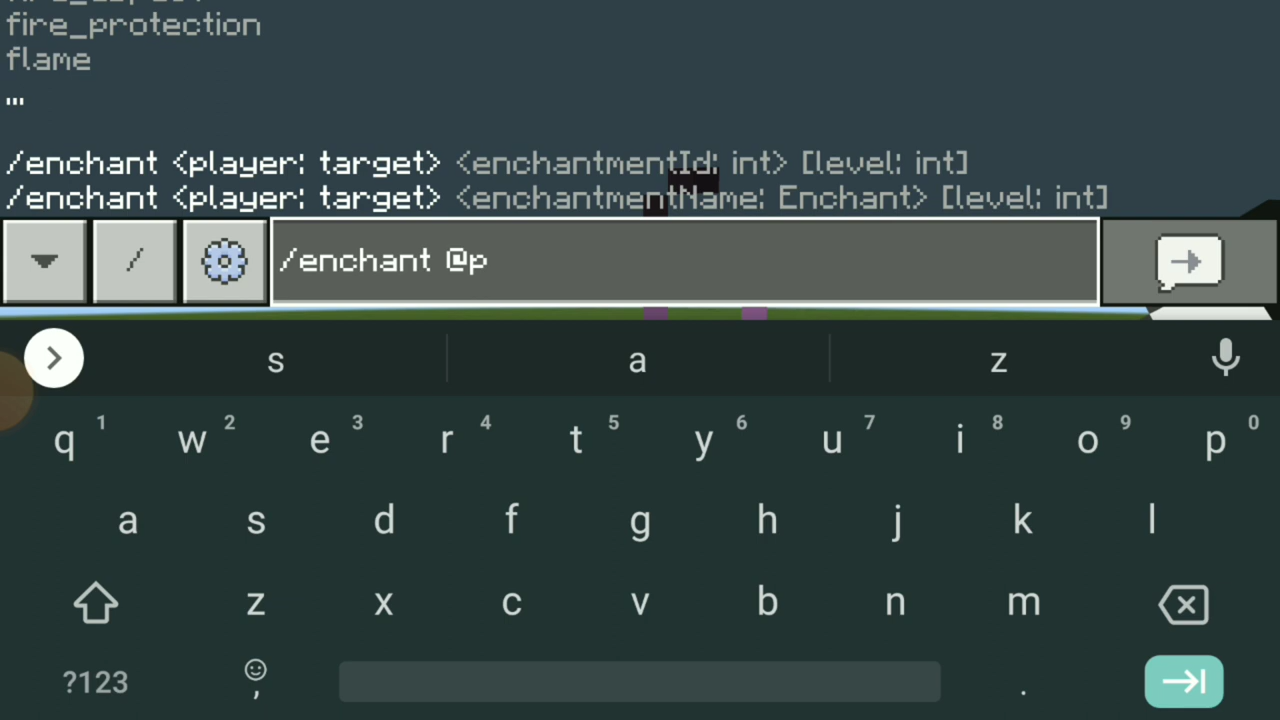 fire_protection
flame
...
/enchant <player: target> <enchantmentId: int> [level: int]
/enchant <player: target> <enchantmentName: Enchant> [level: int]
/
/enchant @p
s a z
q 1 w 2 e 3 r 4 t 5 y 6 u 7 i 8 o 9 p 0
a s d f g h j k l
z x c v b n m
?123 , .